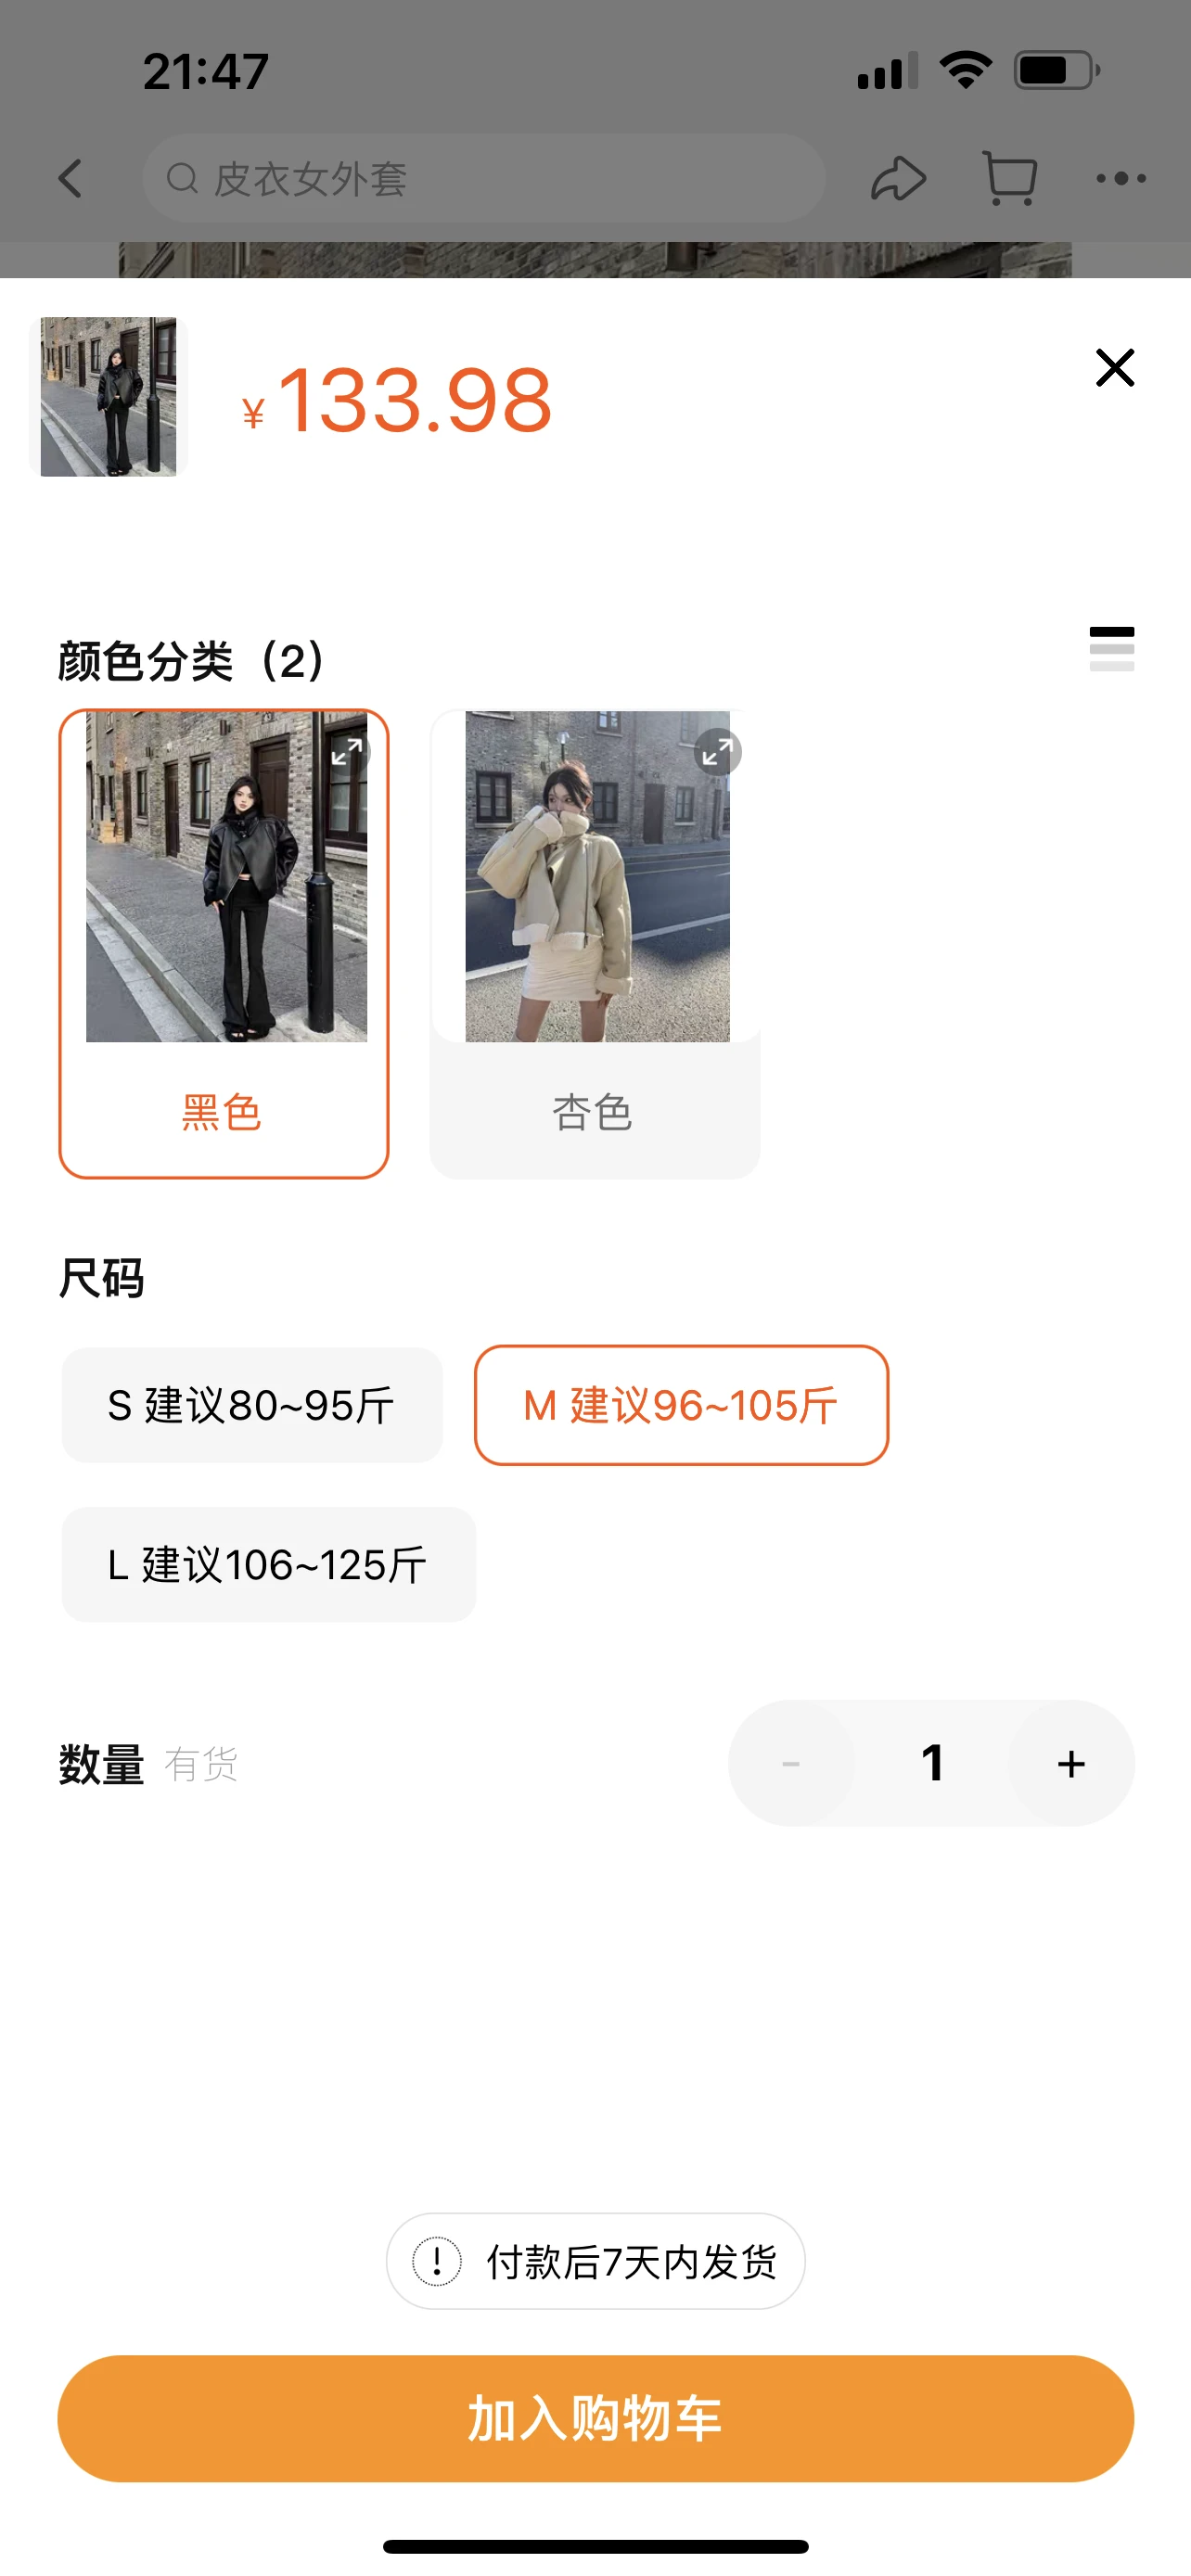 21:47
皮衣女外套
¥133.98
颜色分类（2）
黑色
杏色
尺码
S 建议80~95斤
M 建议96~105斤
L 建议106~125斤
数量 有货
- 1 +
! 付款后7天内发货
加入购物车